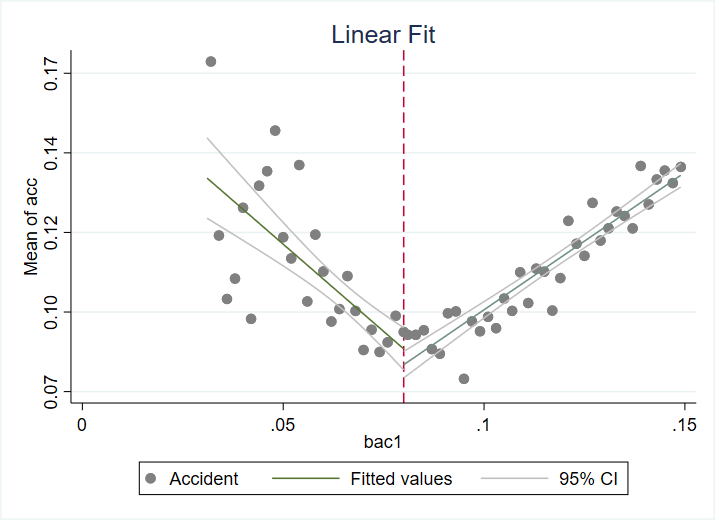 Linear Fit
Mean of acc
0.17
0.14
0.12
0.10
0.07
0 .05 .1 .15
bac1
Accident Fitted values 95% CI